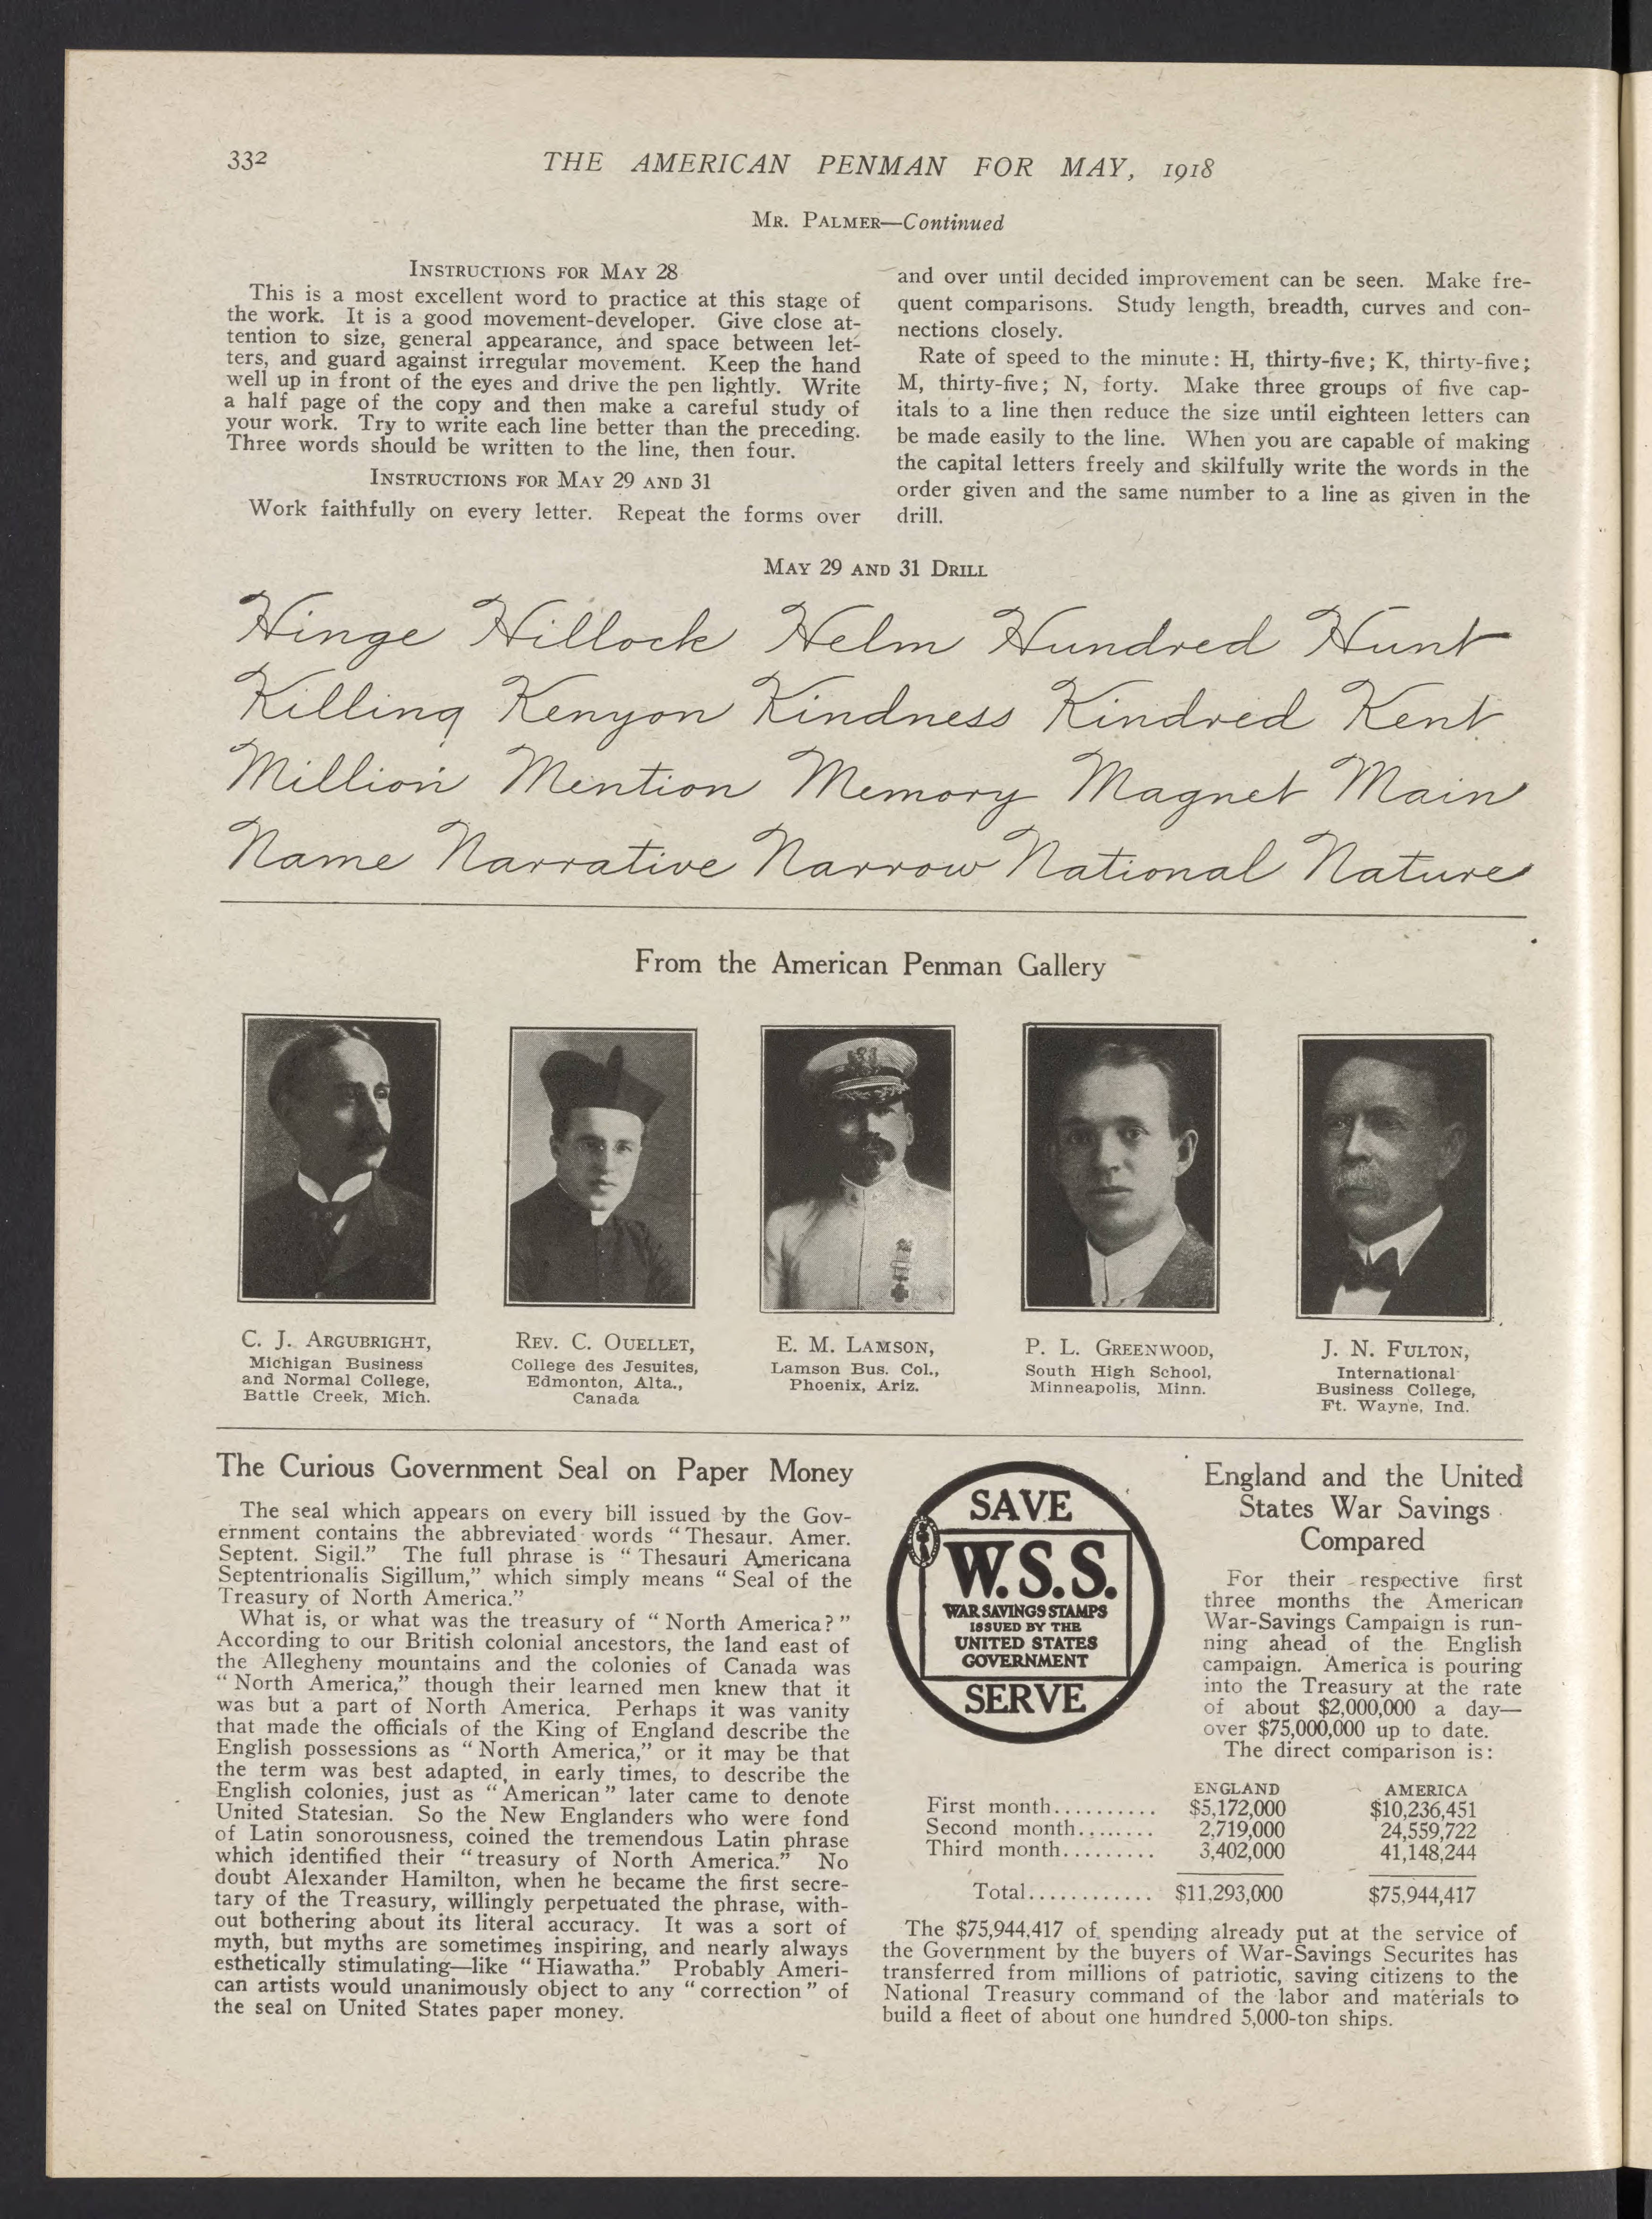 332
THE AMERICAN PENMAN FOR MAY, 1918
MR. PALMER—Continued
INSTRUCTIONS FOR MAY 28
This is a most excellent word to practice at this stage of
the work. It is a good movement-developer. Give close at-
tention to size, general appearance, and space between let-
ters, and guard against irregular movement. Keep the hand
well up in front of the eyes and drive the pen lightly. Write
a half page of the copy and then make a careful study of
your work. Try to write each line better than the preceding.
Three words should be written to the line, then four.
INSTRUCTIONS FOR MAY 29 AND 31
Work faithfully on every letter. Repeat the forms over
and over until decided improvement can be seen. Make fre-
quent comparisons. Study length, breadth, curves and con-
nections closely.
Rate of speed to the minute: H, thirty-five; K, thirty-five;
M, thirty-five; N, forty. Make three groups of five cap-
itals to a line then reduce the size until eighteen letters can
be made easily to the line. When you are capable of making
the capital letters freely and skilfully write the words in the
order given and the same number to a line as given in the
drill.
MAY 29 AND 31 DRILL
Hinge Hillock Helm Hundred Hunt
Killing Kenyon Kindness Kindred Kent
Million Mention Memory Magnet Main
Name Narrative Narrow National Nature
From the American Penman Gallery
C. J. ARGUBRIGHT,
Michigan Business
and Normal College,
Battle Creek, Mich.
REV. C. OUELLET,
College des Jesuites,
Edmonton, Alta.,
Canada
E. M. LAMSON,
Lamson Bus. Col.,
Phoenix, Ariz.
P. L. GREENWOOD,
South High School,
Minneapolis, Minn.
J. N. FULTON,
International
Business College,
Ft. Wayne, Ind.
The Curious Government Seal on Paper Money
The seal which appears on every bill issued by the Gov-
ernment contains the abbreviated words "Thesaur. Amer.
Septent. Sigil." The full phrase is "Thesauri Americana
Septentrionalis Sigillum," which simply means "Seal of the
Treasury of North America."
What is, or what was the treasury of "North America?"
According to our British colonial ancestors, the land east of
the Allegheny mountains and the colonies of Canada was
"North America," though their learned men knew that it
was but a part of North America. Perhaps it was vanity
that made the officials of the King of England describe the
English possessions as "North America," or it may be that
the term was best adapted, in early times, to describe the
English colonies, just as "American" later came to denote
United Statesian. So the New Englanders who were fond
of Latin sonorousness, coined the tremendous Latin phrase
which identified their "treasury of North America." No
doubt Alexander Hamilton, when he became the first secre-
tary of the Treasury, willingly perpetuated the phrase, with-
out bothering about its literal accuracy. It was a sort of
myth, but myths are sometimes inspiring, and nearly always
esthetically stimulating—like "Hiawatha." Probably Ameri-
can artists would unanimously object to any "correction" of
the seal on United States paper money.
SAVE
W.S.S.
WAR SAVINGS STAMPS
ISSUED BY THE
UNITED STATES
GOVERNMENT
SERVE
England and the United
States War Savings
Compared
For their respective first
three months the American
War-Savings Campaign is run-
ning ahead of the English
campaign. America is pouring
into the Treasury at the rate
of about $2,000,000 a day—
over $75,000,000 up to date.
The direct comparison is:
ENGLAND AMERICA
First month.......... $5,172,000 $10,236,451
Second month........ 2,719,000 24,559,722
Third month......... 3,402,000 41,148,244
Total............ $11,293,000 $75,944,417
The $75,944,417 of spending already put at the service of
the Government by the buyers of War-Savings Securites has
transferred from millions of patriotic, saving citizens to the
National Treasury command of the labor and materials to
build a fleet of about one hundred 5,000-ton ships.